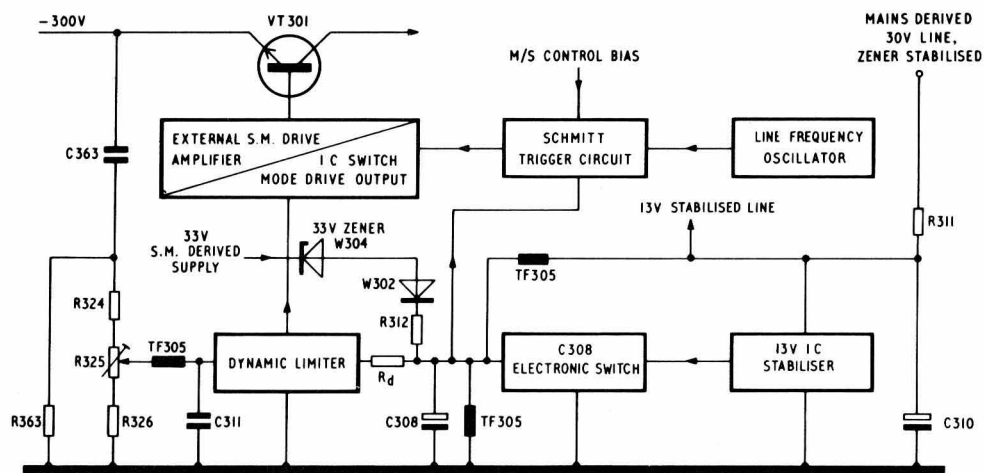 −300V
VT301
MAINS DERIVED
30V LINE,
ZENER STABILISED
M/S CONTROL BIAS
C363
EXTERNAL S.M. DRIVE
AMPLIFIER
IC SWITCH
MODE DRIVE OUTPUT
SCHMITT
TRIGGER CIRCUIT
LINE FREQUENCY
OSCILLATOR
R311
13V STABILISED LINE
33V
S.M. DERIVED
SUPPLY
33V ZENER
W304
TF305
W302
R324
R312
R325
TF305
DYNAMIC LIMITER
Rd
C308
ELECTRONIC SWITCH
13V IC
STABILISER
R363
R326
C311
C308
TF305
C310